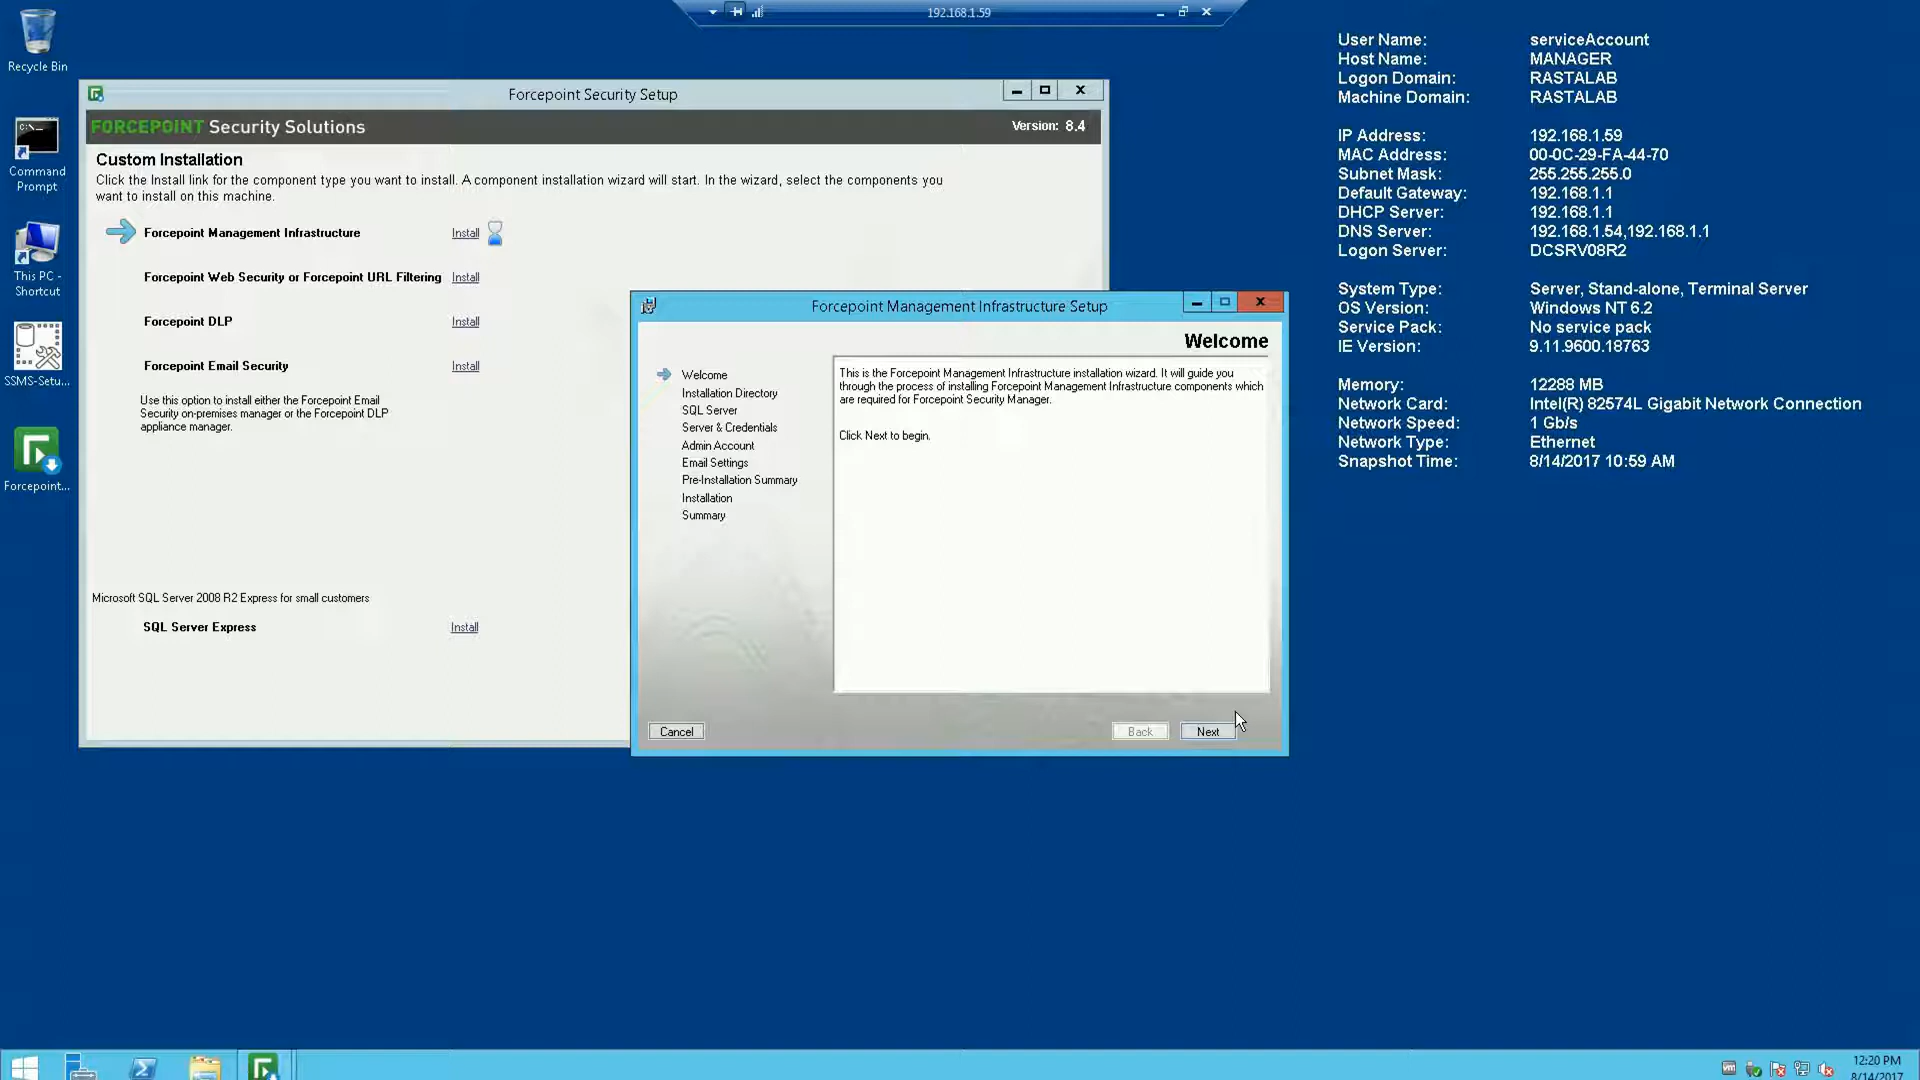 192.168.1.59
Recycle Bin
Command
Prompt
This PC -
Shortcut
SSMS-Setu...
Forcepoint...
Forcepoint Security Setup
FORCEPOINT Security Solutions
Version: 8.4
Custom Installation
Click the Install link for the component type you want to install. A component installation wizard will start. In the wizard, select the components you
want to install on this machine.
Forcepoint Management Infrastructure Install
Forcepoint Web Security or Forcepoint URL Filtering Install
Forcepoint DLP Install
Forcepoint Email Security Install
Use this option to install either the Forcepoint Email
Security on-premises manager or the Forcepoint DLP
appliance manager.
Microsoft SQL Server 2008 R2 Express for small customers
SQL Server Express Install
Forcepoint Management Infrastructure Setup
Welcome
Welcome
Installation Directory
SQL Server
Server & Credentials
Admin Account
Email Settings
Pre-Installation Summary
Installation
Summary
This is the Forcepoint Management Infrastructure installation wizard. It will guide you
through the process of installing Forcepoint Management Infrastructure components which
are required for Forcepoint Security Manager.
Click Next to begin.
Cancel
Back
Next
User Name: serviceAccount
Host Name: MANAGER
Logon Domain: RASTALAB
Machine Domain: RASTALAB
IP Address: 192.168.1.59
MAC Address: 00-0C-29-FA-44-70
Subnet Mask: 255.255.255.0
Default Gateway: 192.168.1.1
DHCP Server: 192.168.1.1
DNS Server: 192.168.1.54,192.168.1.1
Logon Server: DCSRV08R2
System Type: Server, Stand-alone, Terminal Server
OS Version: Windows NT 6.2
Service Pack: No service pack
IE Version: 9.11.9600.18763
Memory: 12288 MB
Network Card: Intel(R) 82574L Gigabit Network Connection
Network Speed: 1 Gb/s
Network Type: Ethernet
Snapshot Time: 8/14/2017 10:59 AM
12:20 PM
8/14/2017